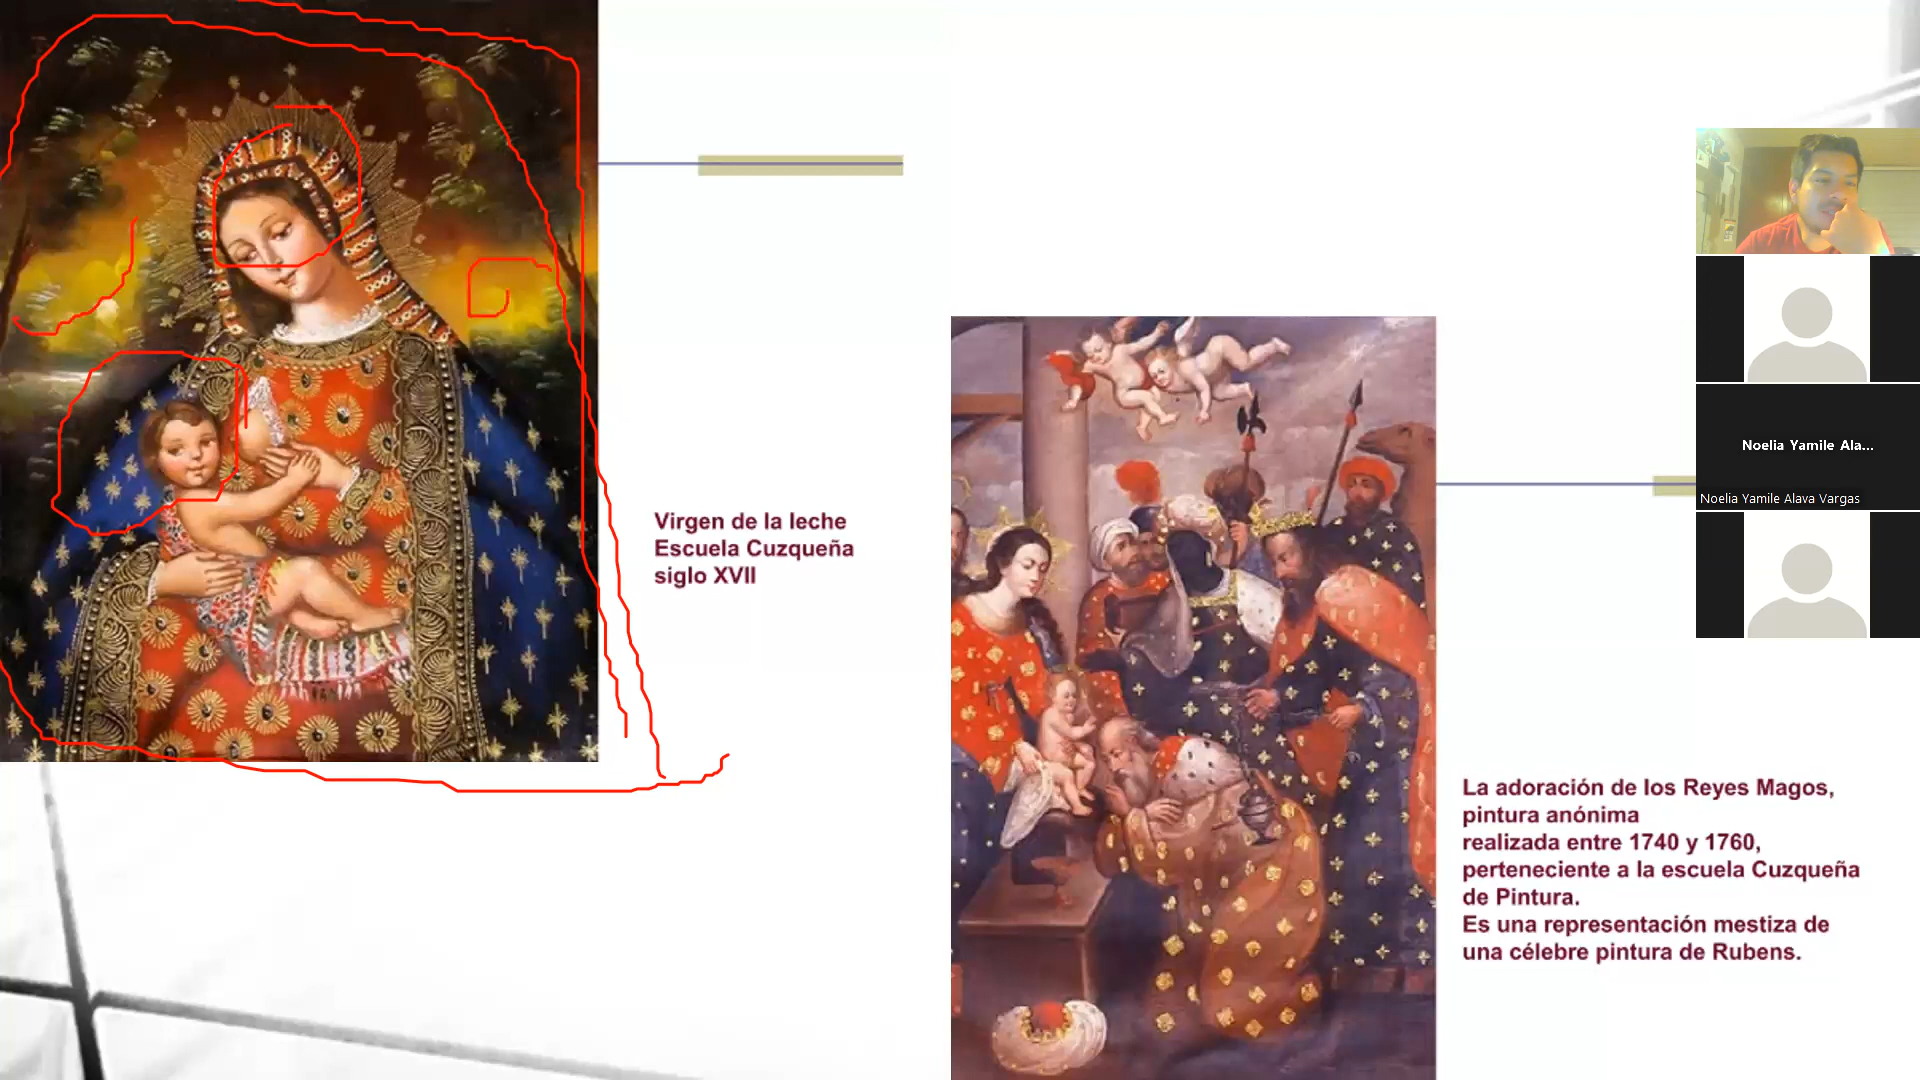 Virgen de la leche
Escuela Cuzqueña
siglo XVII
La adoración de los Reyes Magos,
pintura anónima
realizada entre 1740 y 1760,
perteneciente a la escuela Cuzqueña
de Pintura.
Es una representación mestiza de
una célebre pintura de Rubens.
Noelia Yamile Ala...
Noelia Yamile Alava Vargas